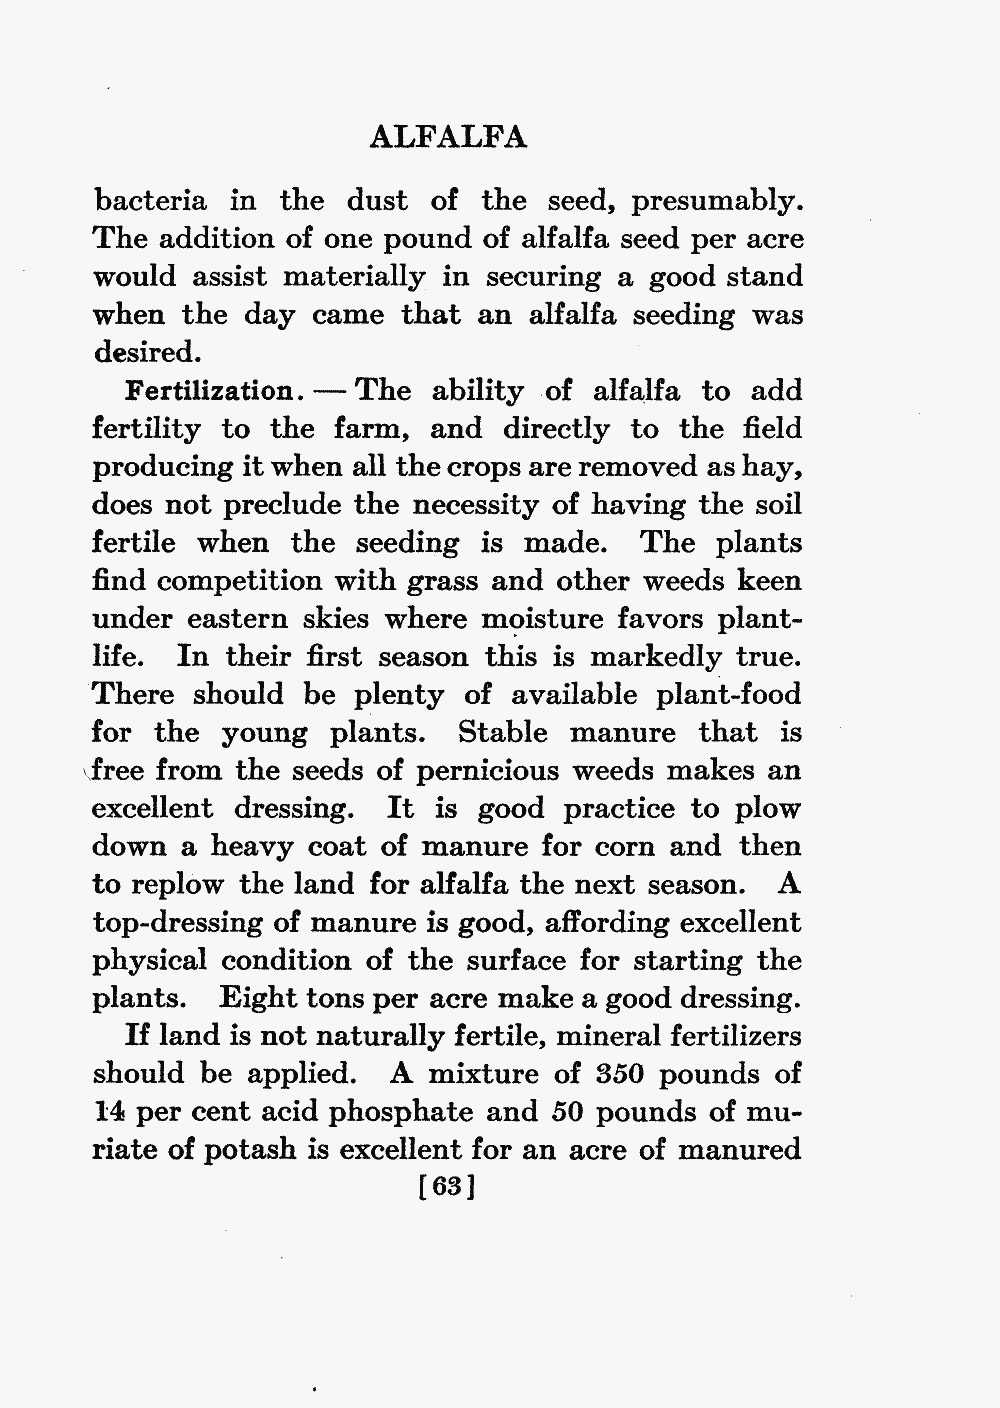 ALFALFA
bacteria in the dust of the seed, presumably.
The addition of one pound of alfalfa seed per acre
would assist materially in securing a good stand
when the day came that an alfalfa seeding was
desired.
Fertilization. — The ability of alfalfa to add
fertility to the farm, and directly to the field
producing it when all the crops are removed as hay,
does not preclude the necessity of having the soil
fertile when the seeding is made. The plants
find competition with grass and other weeds keen
under eastern skies where moisture favors plant-
life. In their first season this is markedly true.
There should be plenty of available plant-food
for the young plants. Stable manure that is
free from the seeds of pernicious weeds makes an
excellent dressing. It is good practice to plow
down a heavy coat of manure for corn and then
to replow the land for alfalfa the next season. A
top-dressing of manure is good, affording excellent
physical condition of the surface for starting the
plants. Eight tons per acre make a good dressing.
If land is not naturally fertile, mineral fertilizers
should be applied. A mixture of 350 pounds of
14 per cent acid phosphate and 50 pounds of mu-
riate of potash is excellent for an acre of manured
[63]